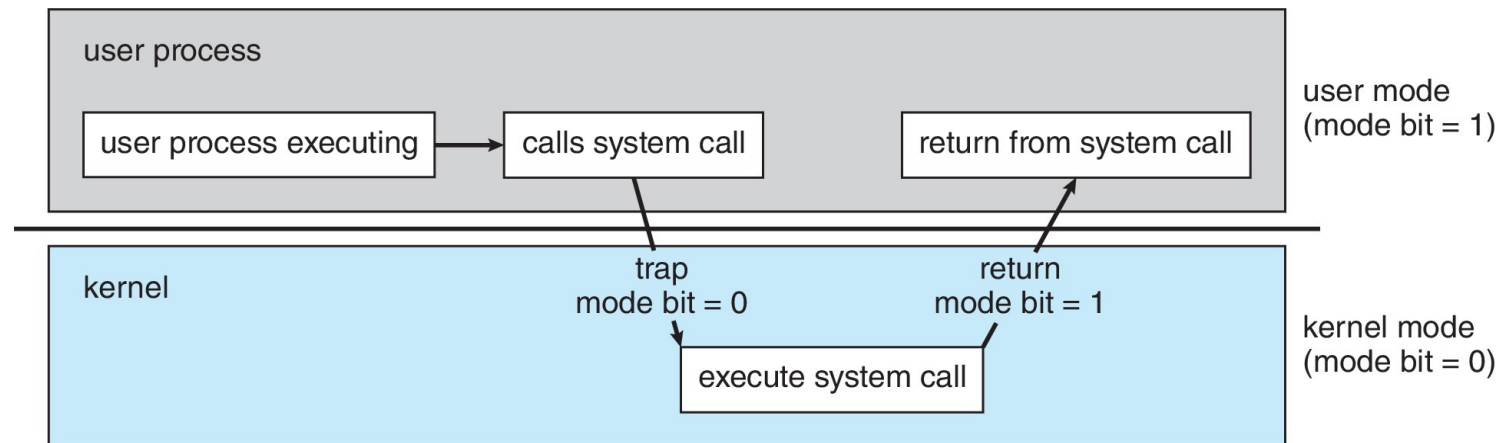 user process
user process executing
calls system call
return from system call
user mode
(mode bit = 1)
kernel
trap
mode bit = 0
return
mode bit = 1
execute system call
kernel mode
(mode bit = 0)